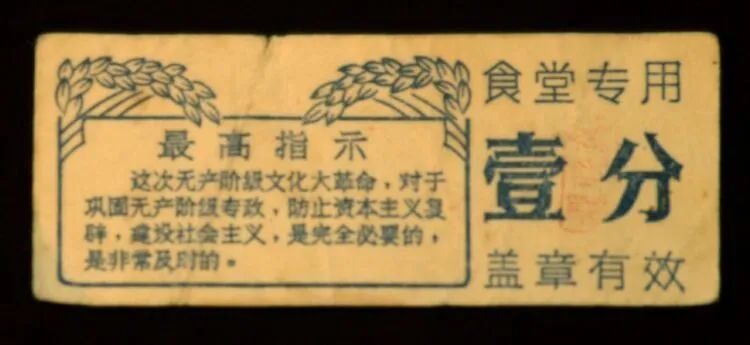 最高指示
这次无产阶级文化大革命，对于
巩固无产阶级专政，防止资本主义复
辟，建设社会主义，是完全必要的，
是非常及时的。
食堂专用
壹分
盖章有效